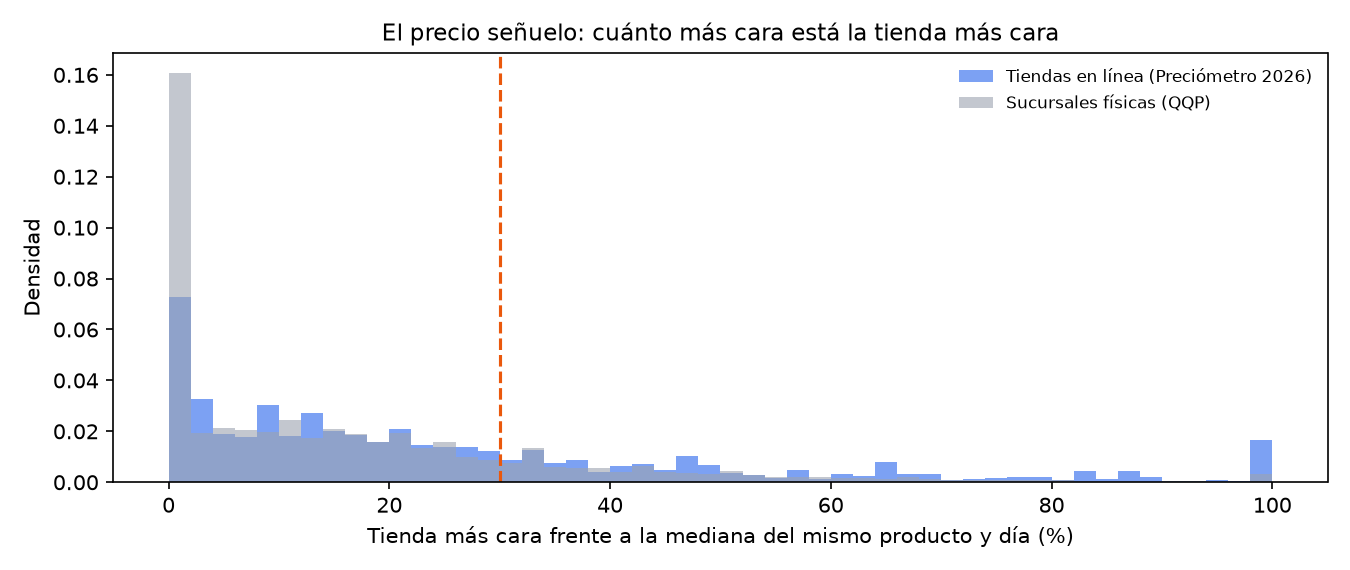 El precio señuelo: cuánto más cara está la tienda más cara
Tiendas en línea (Preciómetro 2026)
Sucursales físicas (QQP)
Densidad
0.16
0.14
0.12
0.10
0.08
0.06
0.04
0.02
0.00
0 20 40 60 80 100
Tienda más cara frente a la mediana del mismo producto y día (%)